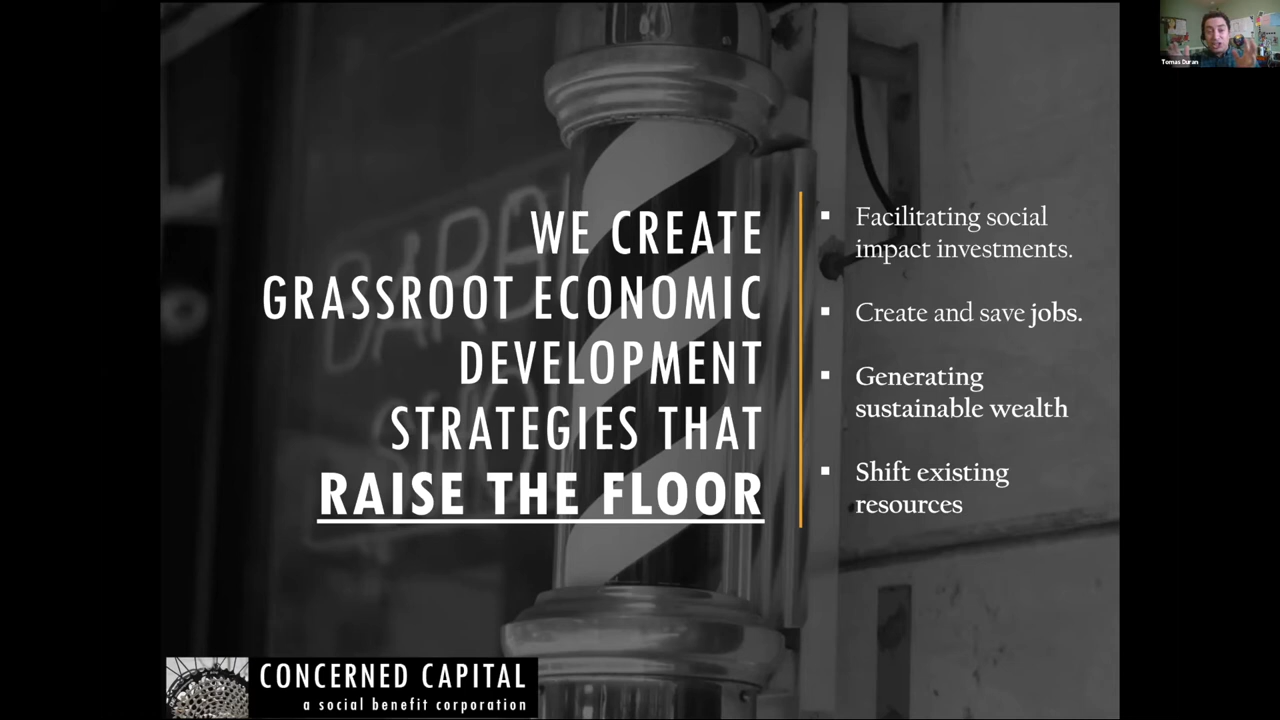 WE CREATE
GRASSROOT ECONOMIC
DEVELOPMENT
STRATEGIES THAT
RAISE THE FLOOR
▪ Facilitating social
impact investments.
▪ Create and save jobs.
▪ Generating
sustainable wealth
▪ Shift existing
resources
CONCERNED CAPITAL
a social benefit corporation
Tomas Duran